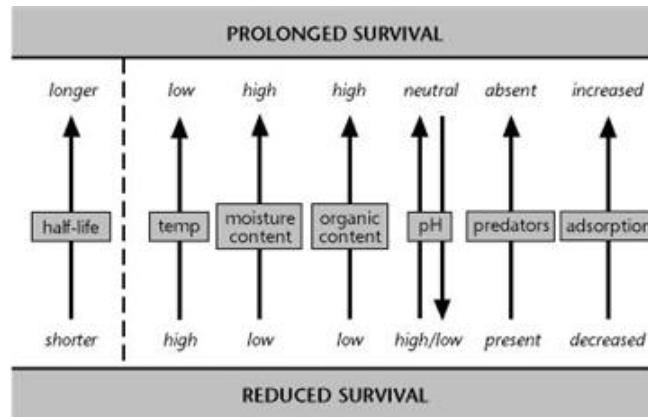 PROLONGED SURVIVAL
longer low high high neutral absent increased
half-life temp moisture content organic content pH predators adsorption
shorter high low low high/low present decreased
REDUCED SURVIVAL